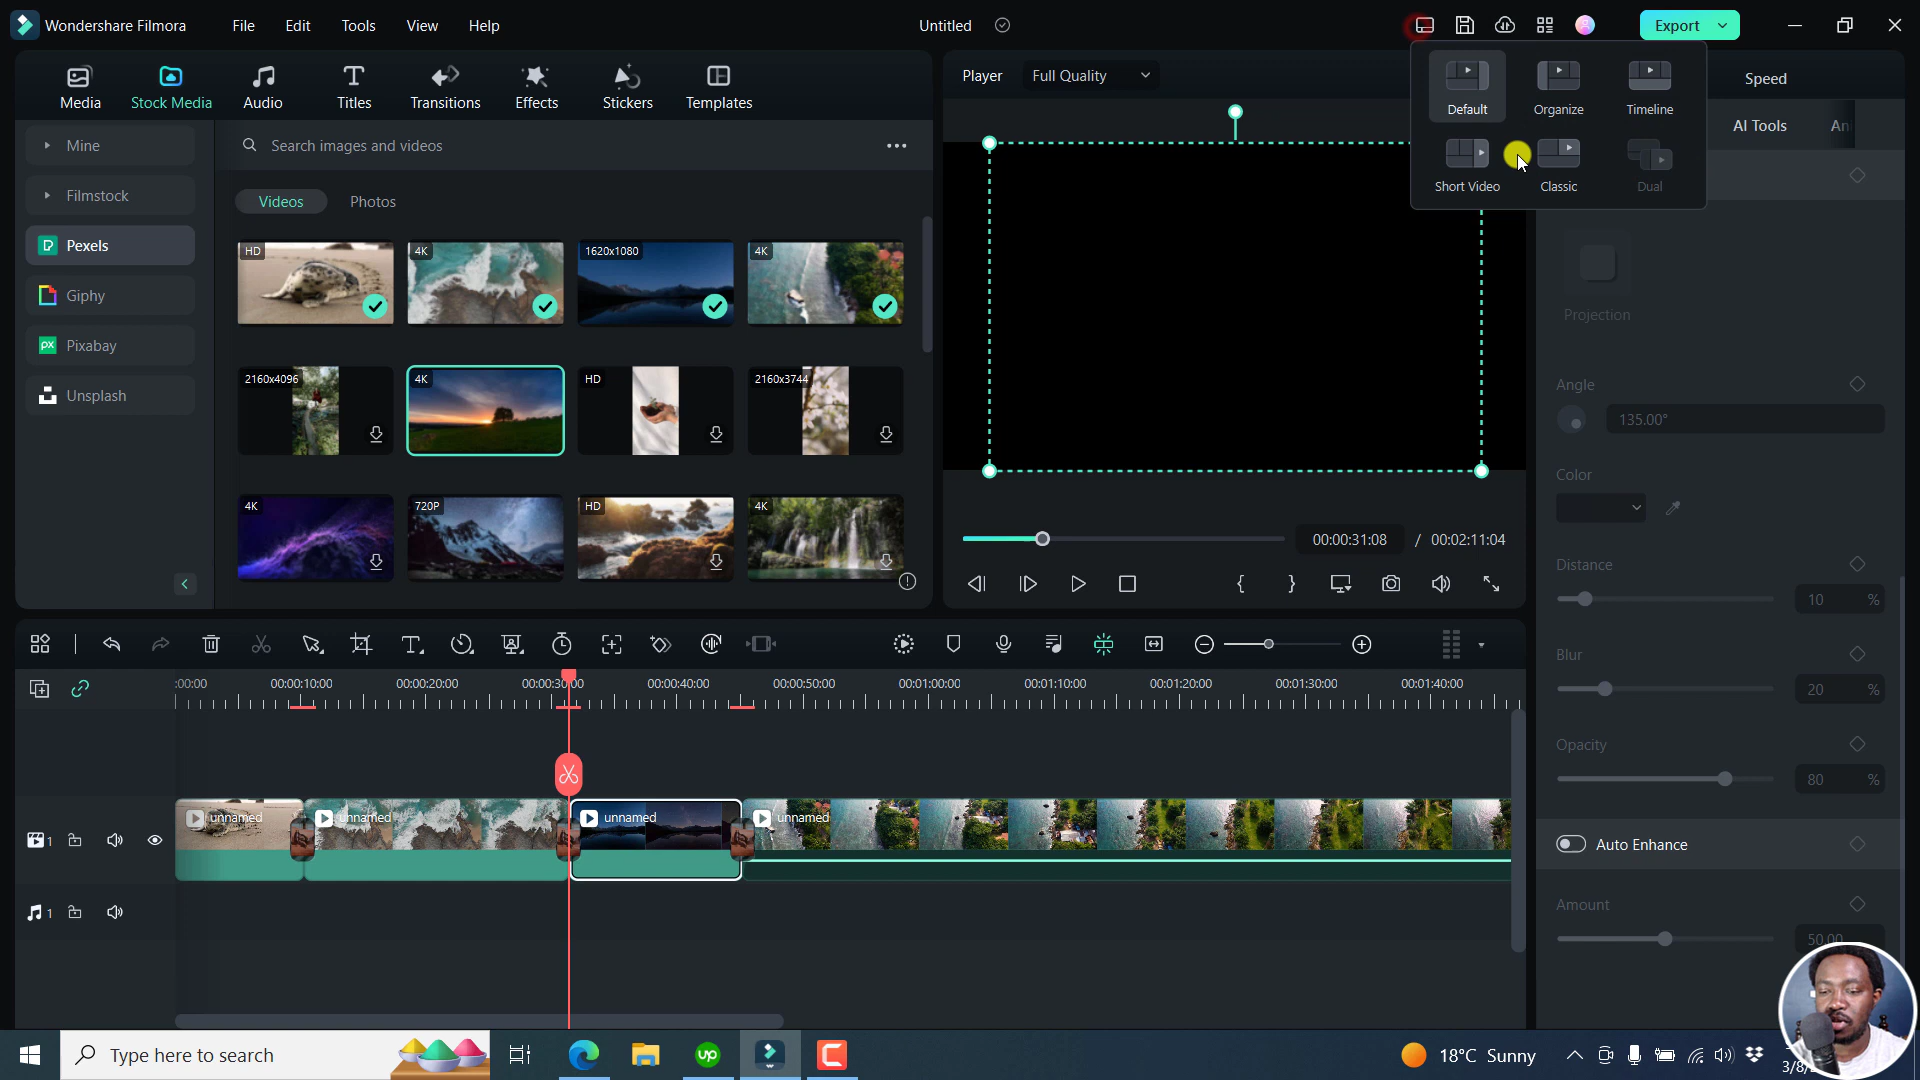 Wondershare Filmora File Edit Tools View Help Untitled Export
Media Stock Media Audio Titles Transitions Effects Stickers Templates
Player Full Quality
Default Organize Timeline
Short Video Classic Dual
Speed
AI Tools An
Mine
Filmstock
Pexels
Giphy
Pixabay
Unsplash
Search images and videos
Videos Photos
HD 4K 1620x1080 4K
2160x4096 4K HD 2160x3744
4K 720P HD 4K
00:00:31:08 / 00:02:11:04
Projection
Angle
135.00°
Color
Distance
10 %
Blur
20 %
Opacity
80 %
Auto Enhance
Amount
50.00
:00:00 00:00:10:00 00:00:20:00 00:00:30:00 00:00:40:00 00:00:50:00 00:01:00:00 00:01:10:00 00:01:20:00 00:01:30:00 00:01:40:00
unnamed unnamed unnamed unnamed
1
1
Type here to search
up
18°C Sunny
3/8/